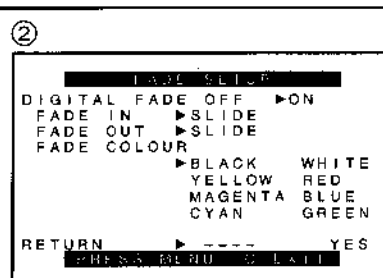 ②
FADE SETUP
DIGITAL FADE OFF ▶ON
FADE IN ▶SLIDE
FADE OUT ▶SLIDE
FADE COLOUR
▶BLACK WHITE
YELLOW RED
MAGENTA BLUE
CYAN GREEN
RETURN ▶ ---- YES
PRESS MENU TO EXIT